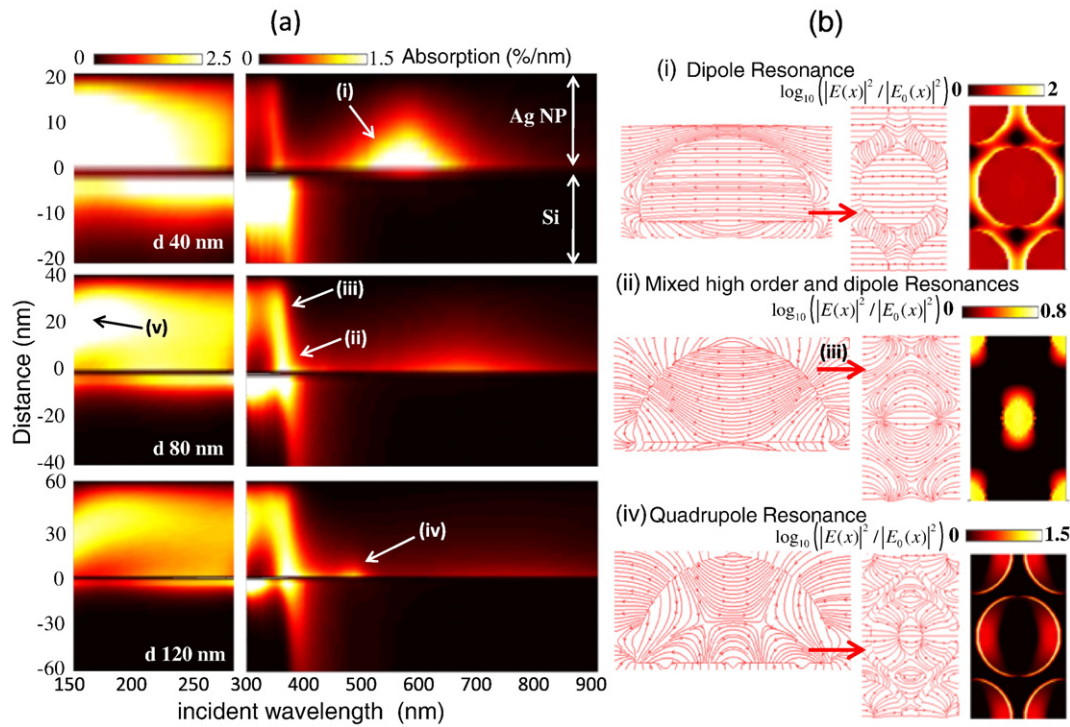 (a)
0 2.5 0 1.5 Absorption (%/nm)
20
10
0
-10
-20
(i)
Ag NP
Si
d 40 nm
40
20
0
-20
-40
(v)
(iii)
(ii)
d 80 nm
60
30
0
-30
-60
(iv)
d 120 nm
Distance (nm)
150 200 250 300 400 500 600 700 800 900
incident wavelength (nm)
(b)
(i) Dipole Resonance
log10(|E(x)|²/|E0(x)|²) 0 2
(ii) Mixed high order and dipole Resonances
log10(|E(x)|²/|E0(x)|²) 0 0.8
(iii)
(iv) Quadrupole Resonance
log10(|E(x)|²/|E0(x)|²) 0 1.5